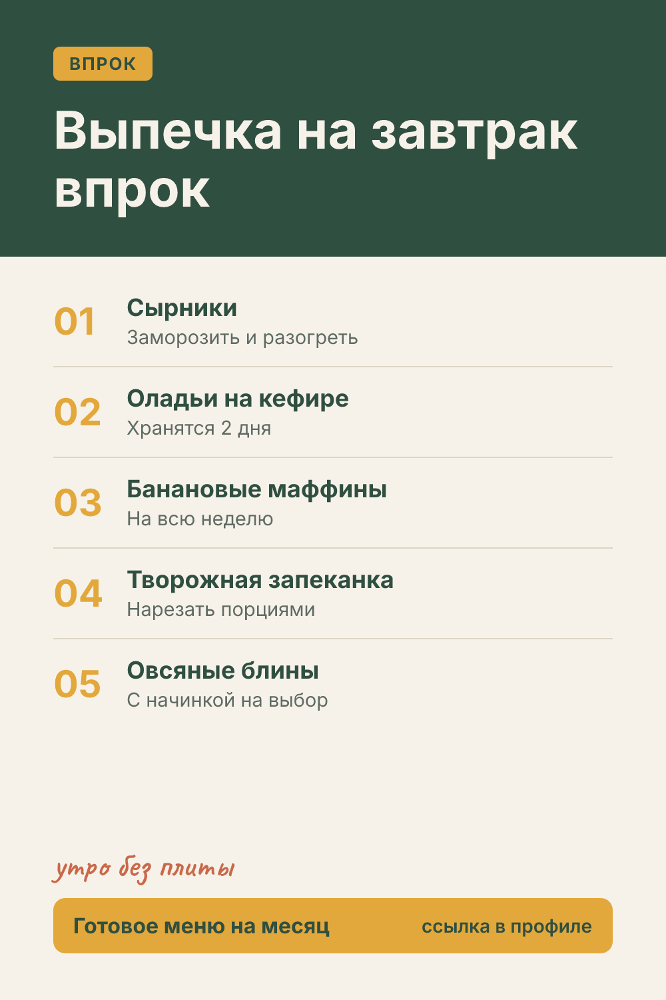 ВПРОК
Выпечка на завтрак
впрок
01
Сырники
Заморозить и разогреть
02
Оладьи на кефире
Хранятся 2 дня
03
Банановые маффины
На всю неделю
04
Творожная запеканка
Нарезать порциями
05
Овсяные блины
С начинкой на выбор
утро без плиты
Готовое меню на месяц
ссылка в профиле